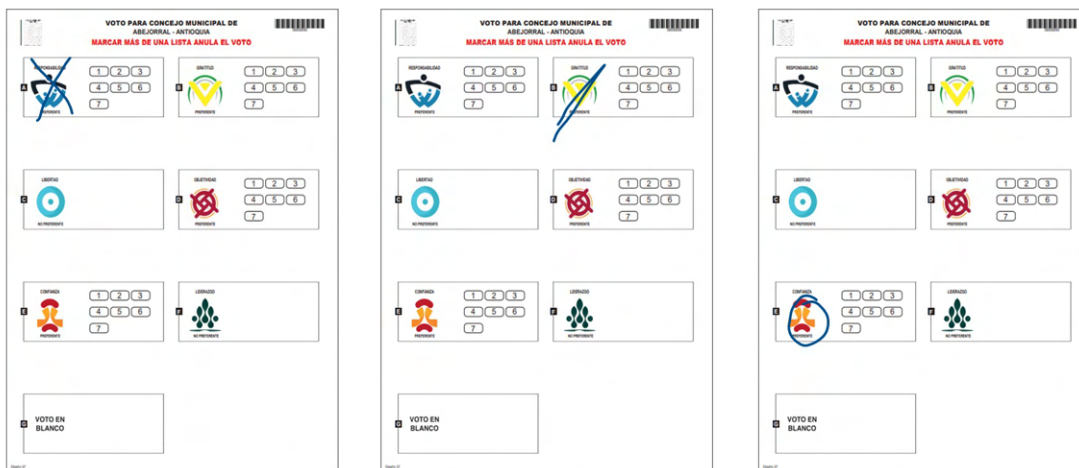 VOTO PARA CONCEJO MUNICIPAL DE
ABEJORRAL - ANTIOQUIA
MARCAR MÁS DE UNA LISTA ANULA EL VOTO
A
RESPONSABILIDAD
PREFERENTE
1 2 3
4 5 6
7
B
GRATITUD
PREFERENTE
1 2 3
4 5 6
7
C
LIBERTAD
NO PREFERENTE
D
OBJETIVIDAD
PREFERENTE
1 2 3
4 5 6
7
E
CONFIANZA
PREFERENTE
1 2 3
4 5 6
7
F
LIDERAZGO
NO PREFERENTE
G
VOTO EN
BLANCO
VOTO PARA CONCEJO MUNICIPAL DE
ABEJORRAL - ANTIOQUIA
MARCAR MÁS DE UNA LISTA ANULA EL VOTO
A
RESPONSABILIDAD
PREFERENTE
1 2 3
4 5 6
7
B
GRATITUD
PREFERENTE
1 2 3
4 5 6
7
C
LIBERTAD
NO PREFERENTE
D
OBJETIVIDAD
PREFERENTE
1 2 3
4 5 6
7
E
CONFIANZA
PREFERENTE
1 2 3
4 5 6
7
F
LIDERAZGO
NO PREFERENTE
G
VOTO EN
BLANCO
VOTO PARA CONCEJO MUNICIPAL DE
ABEJORRAL - ANTIOQUIA
MARCAR MÁS DE UNA LISTA ANULA EL VOTO
A
RESPONSABILIDAD
PREFERENTE
1 2 3
4 5 6
7
B
GRATITUD
PREFERENTE
1 2 3
4 5 6
7
C
LIBERTAD
NO PREFERENTE
D
OBJETIVIDAD
PREFERENTE
1 2 3
4 5 6
7
E
CONFIANZA
PREFERENTE
1 2 3
4 5 6
7
F
LIDERAZGO
NO PREFERENTE
G
VOTO EN
BLANCO